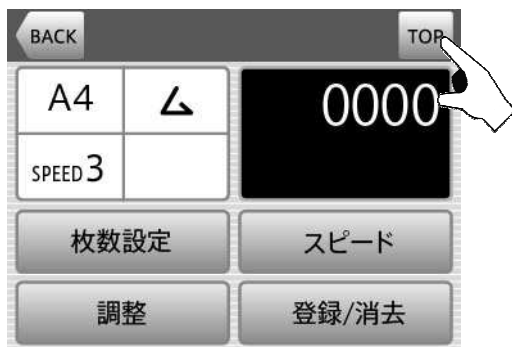 BACK
TOP
A4
ム
0000
SPEED 3
枚数設定
スピード
調整
登録/消去